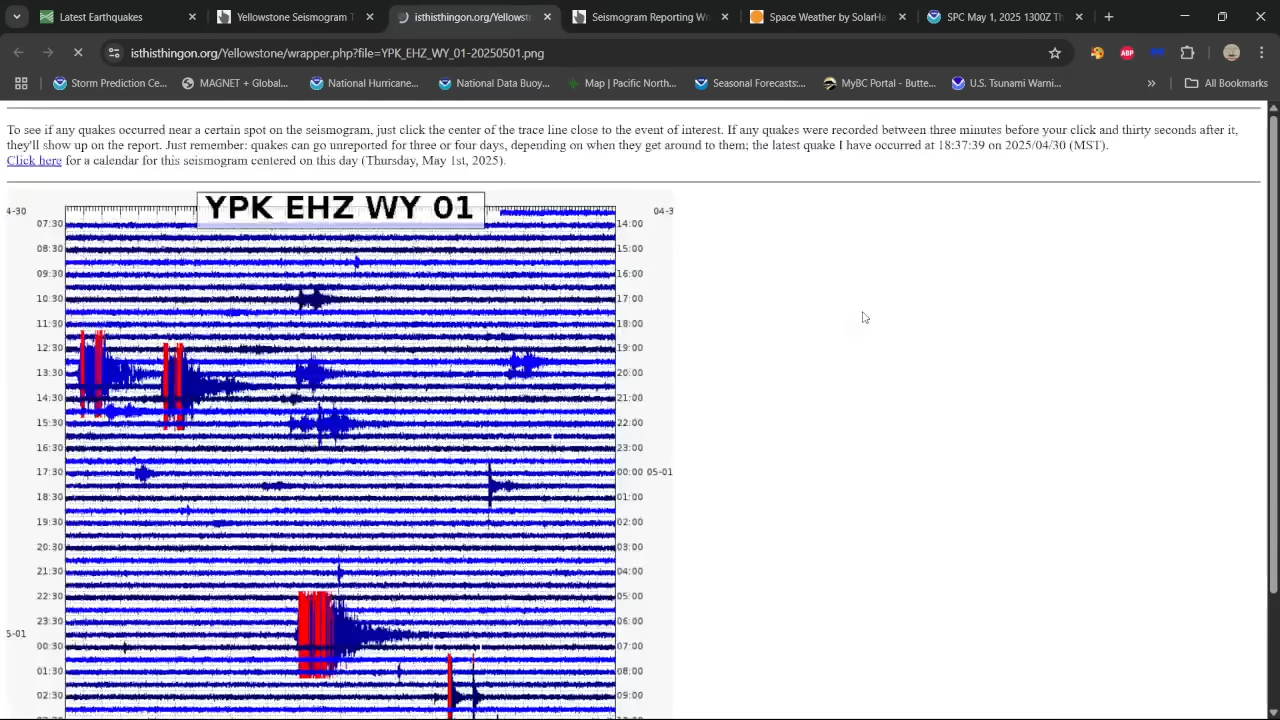 Latest Earthquakes
Yellowstone Seismogram T
isthisthingon.org/Yellowst
Seismogram Reporting Wr
Space Weather by SolarHa
SPC May 1, 2025 1300Z Th
isthisthingon.org/Yellowstone/wrapper.php?file=YPK_EHZ_WY_01-20250501.png
ABP
Storm Prediction Ce...
MAGNET + Global...
National Hurricane...
National Data Buoy...
Map | Pacific North...
Seasonal Forecasts:...
MyBC Portal - Butte...
U.S. Tsunami Warni...
All Bookmarks
To see if any quakes occurred near a certain spot on the seismogram, just click the center of the trace line close to the event of interest. If any quakes were recorded between three minutes before your click and thirty seconds after it,
they'll show up on the report. Just remember: quakes can go unreported for three or four days, depending on when they get around to them; the latest quake I have occurred at 18:37:39 on 2025/04/30 (MST).
Click here for a calendar for this seismogram centered on this day (Thursday, May 1st, 2025).
YPK EHZ WY 01
4-30 04-3
07:30 14:00
08:30 15:00
09:30 16:00
10:30 17:00
11:30 18:00
12:30 19:00
13:30 20:00
14:30 21:00
15:30 22:00
16:30 23:00
17:30 00:00 05-01
18:30 01:00
19:30 02:00
20:30 03:00
21:30 04:00
22:30 05:00
23:30 06:00
5-01
00:30 07:00
01:30 08:00
02:30 09:00